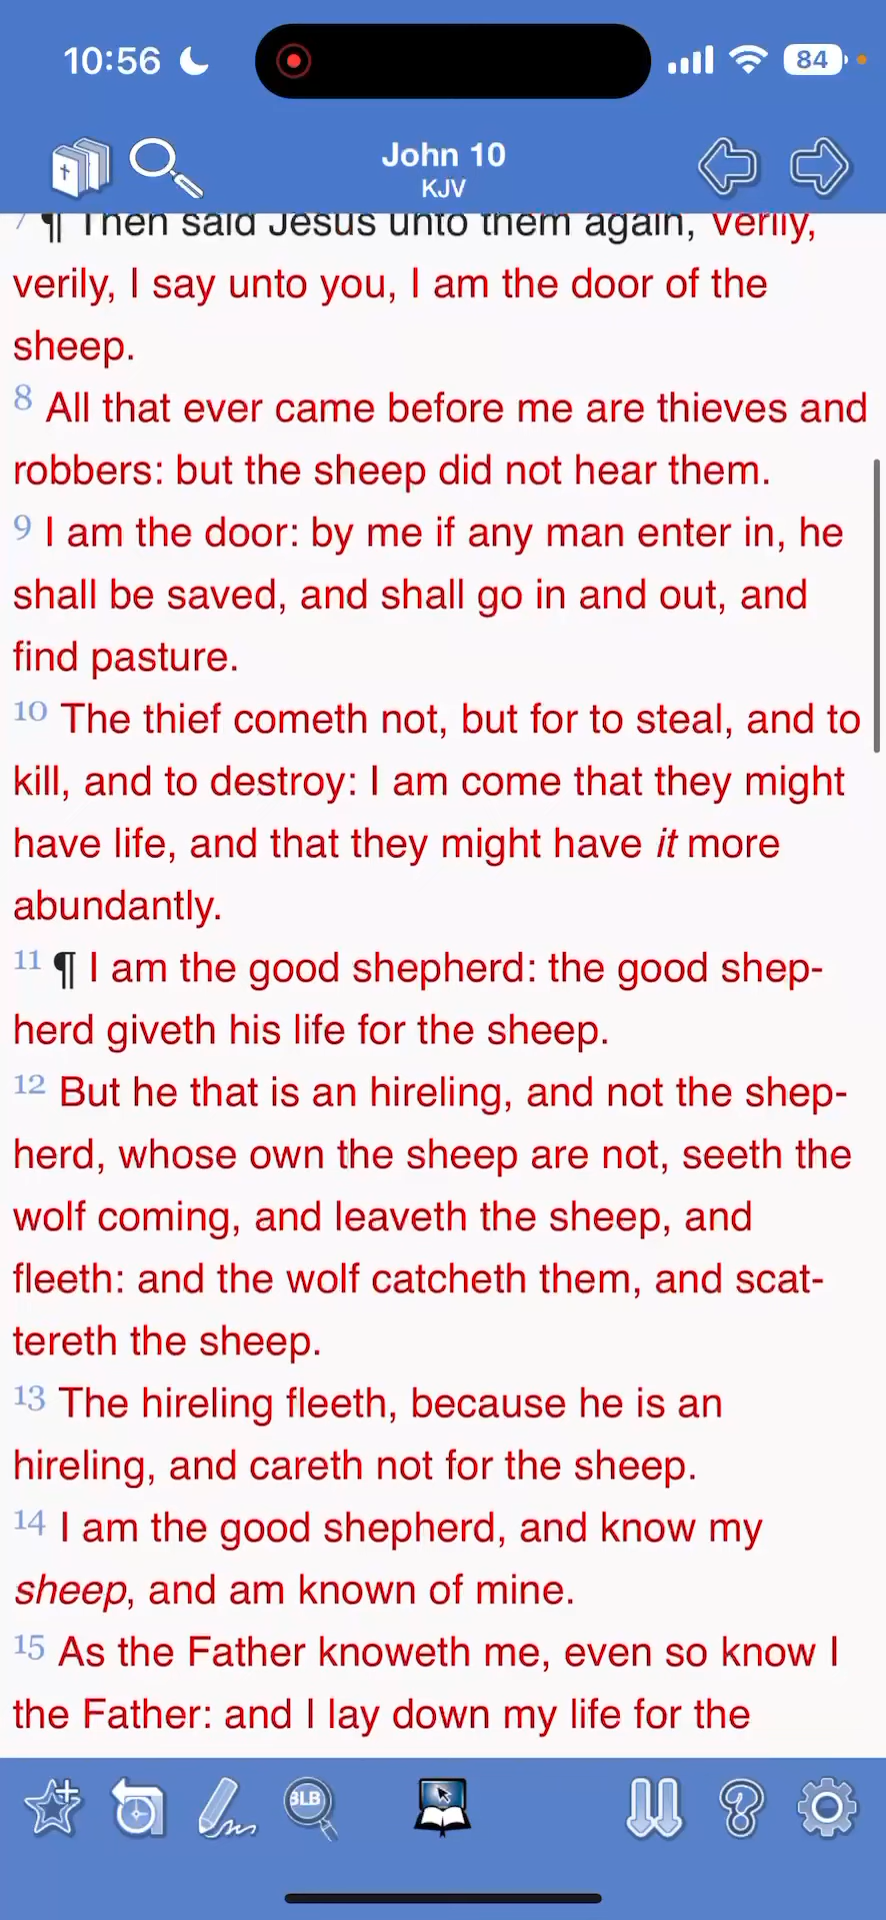 10:56
84
John 10
KJV
7 ¶ Then said Jesus unto them again, Verily,
verily, I say unto you, I am the door of the
sheep.
8 All that ever came before me are thieves and
robbers: but the sheep did not hear them.
9 I am the door: by me if any man enter in, he
shall be saved, and shall go in and out, and
find pasture.
10 The thief cometh not, but for to steal, and to
kill, and to destroy: I am come that they might
have life, and that they might have it more
abundantly.
11 ¶ I am the good shepherd: the good shep-
herd giveth his life for the sheep.
12 But he that is an hireling, and not the shep-
herd, whose own the sheep are not, seeth the
wolf coming, and leaveth the sheep, and
fleeth: and the wolf catcheth them, and scat-
tereth the sheep.
13 The hireling fleeth, because he is an
hireling, and careth not for the sheep.
14 I am the good shepherd, and know my
sheep, and am known of mine.
15 As the Father knoweth me, even so know I
the Father: and I lay down my life for the
BLB